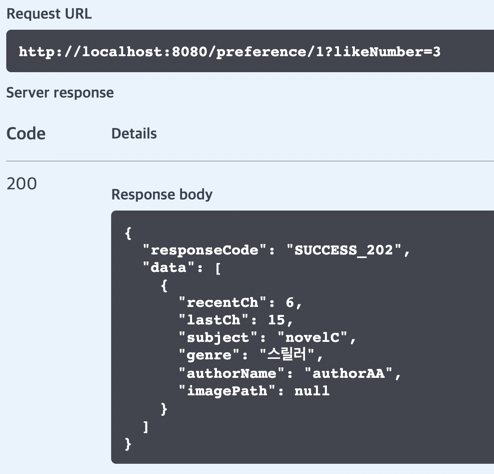 Request URL
http://localhost:8080/preference/1?likeNumber=3
Server response
Code Details
200
Response body
{
  "responseCode": "SUCCESS_202",
  "data": [
    {
      "recentCh": 6,
      "lastCh": 15,
      "subject": "novelC",
      "genre": "스릴러",
      "authorName": "authorAA",
      "imagePath": null
    }
  ]
}